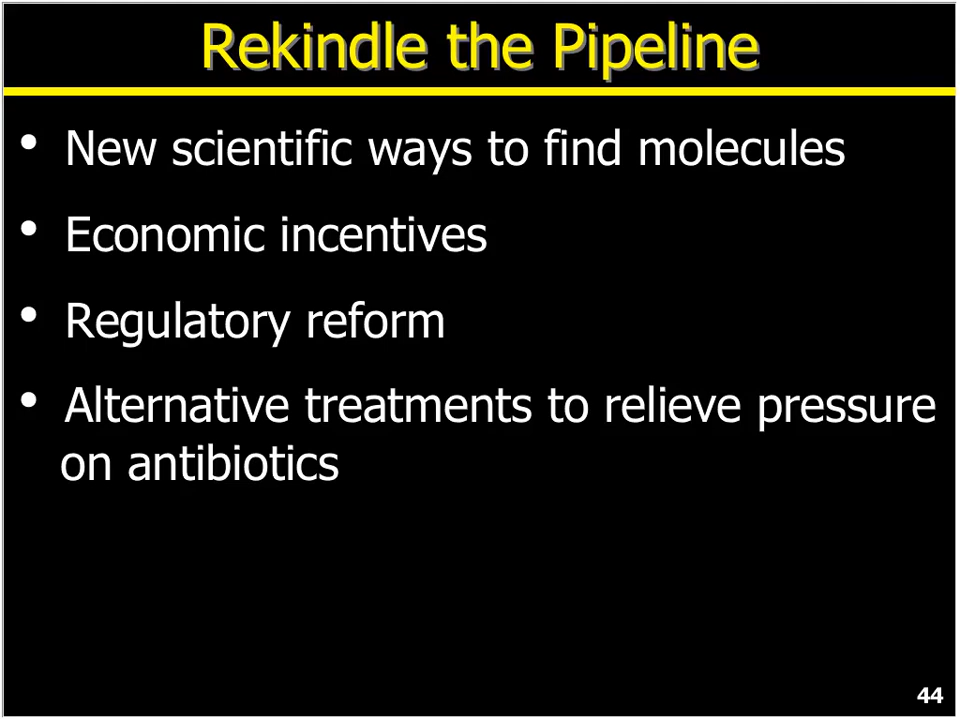 Rekindle the Pipeline
• New scientific ways to find molecules
• Economic incentives
• Regulatory reform
• Alternative treatments to relieve pressure
on antibiotics
44